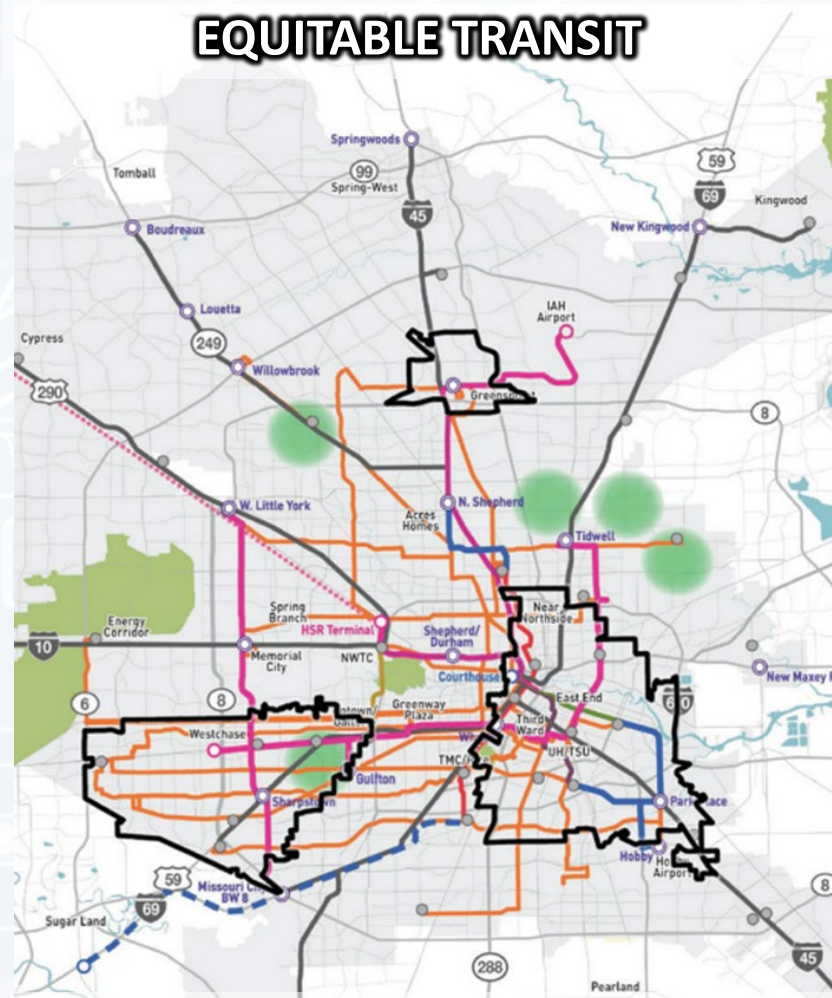 EQUITABLE TRANSIT
Springwoods
59
Tomball
99
Spring-West
69
Kingwood
45
Boudreaux
New Kingwood
Louetta
IAH
Airport
Cypress
249
Willowbrook
290
8
W. Little York
N. Shepherd
Acres
Homes
Tidwell
Near
Northside
Spring
Branch
Energy
Corridor
HSR Terminal
Shepherd/
Durham
10
Memorial
City
NWTC
Courthouse
New Maxey
6
8
Greenway
Plaza
East End
Westchase
Third
Ward
UH/TSU
Gulfton
Sharpstown
Hobby
Airport
59
Missouri City
BW 8
8
69
Sugar Land
45
288
Pearland